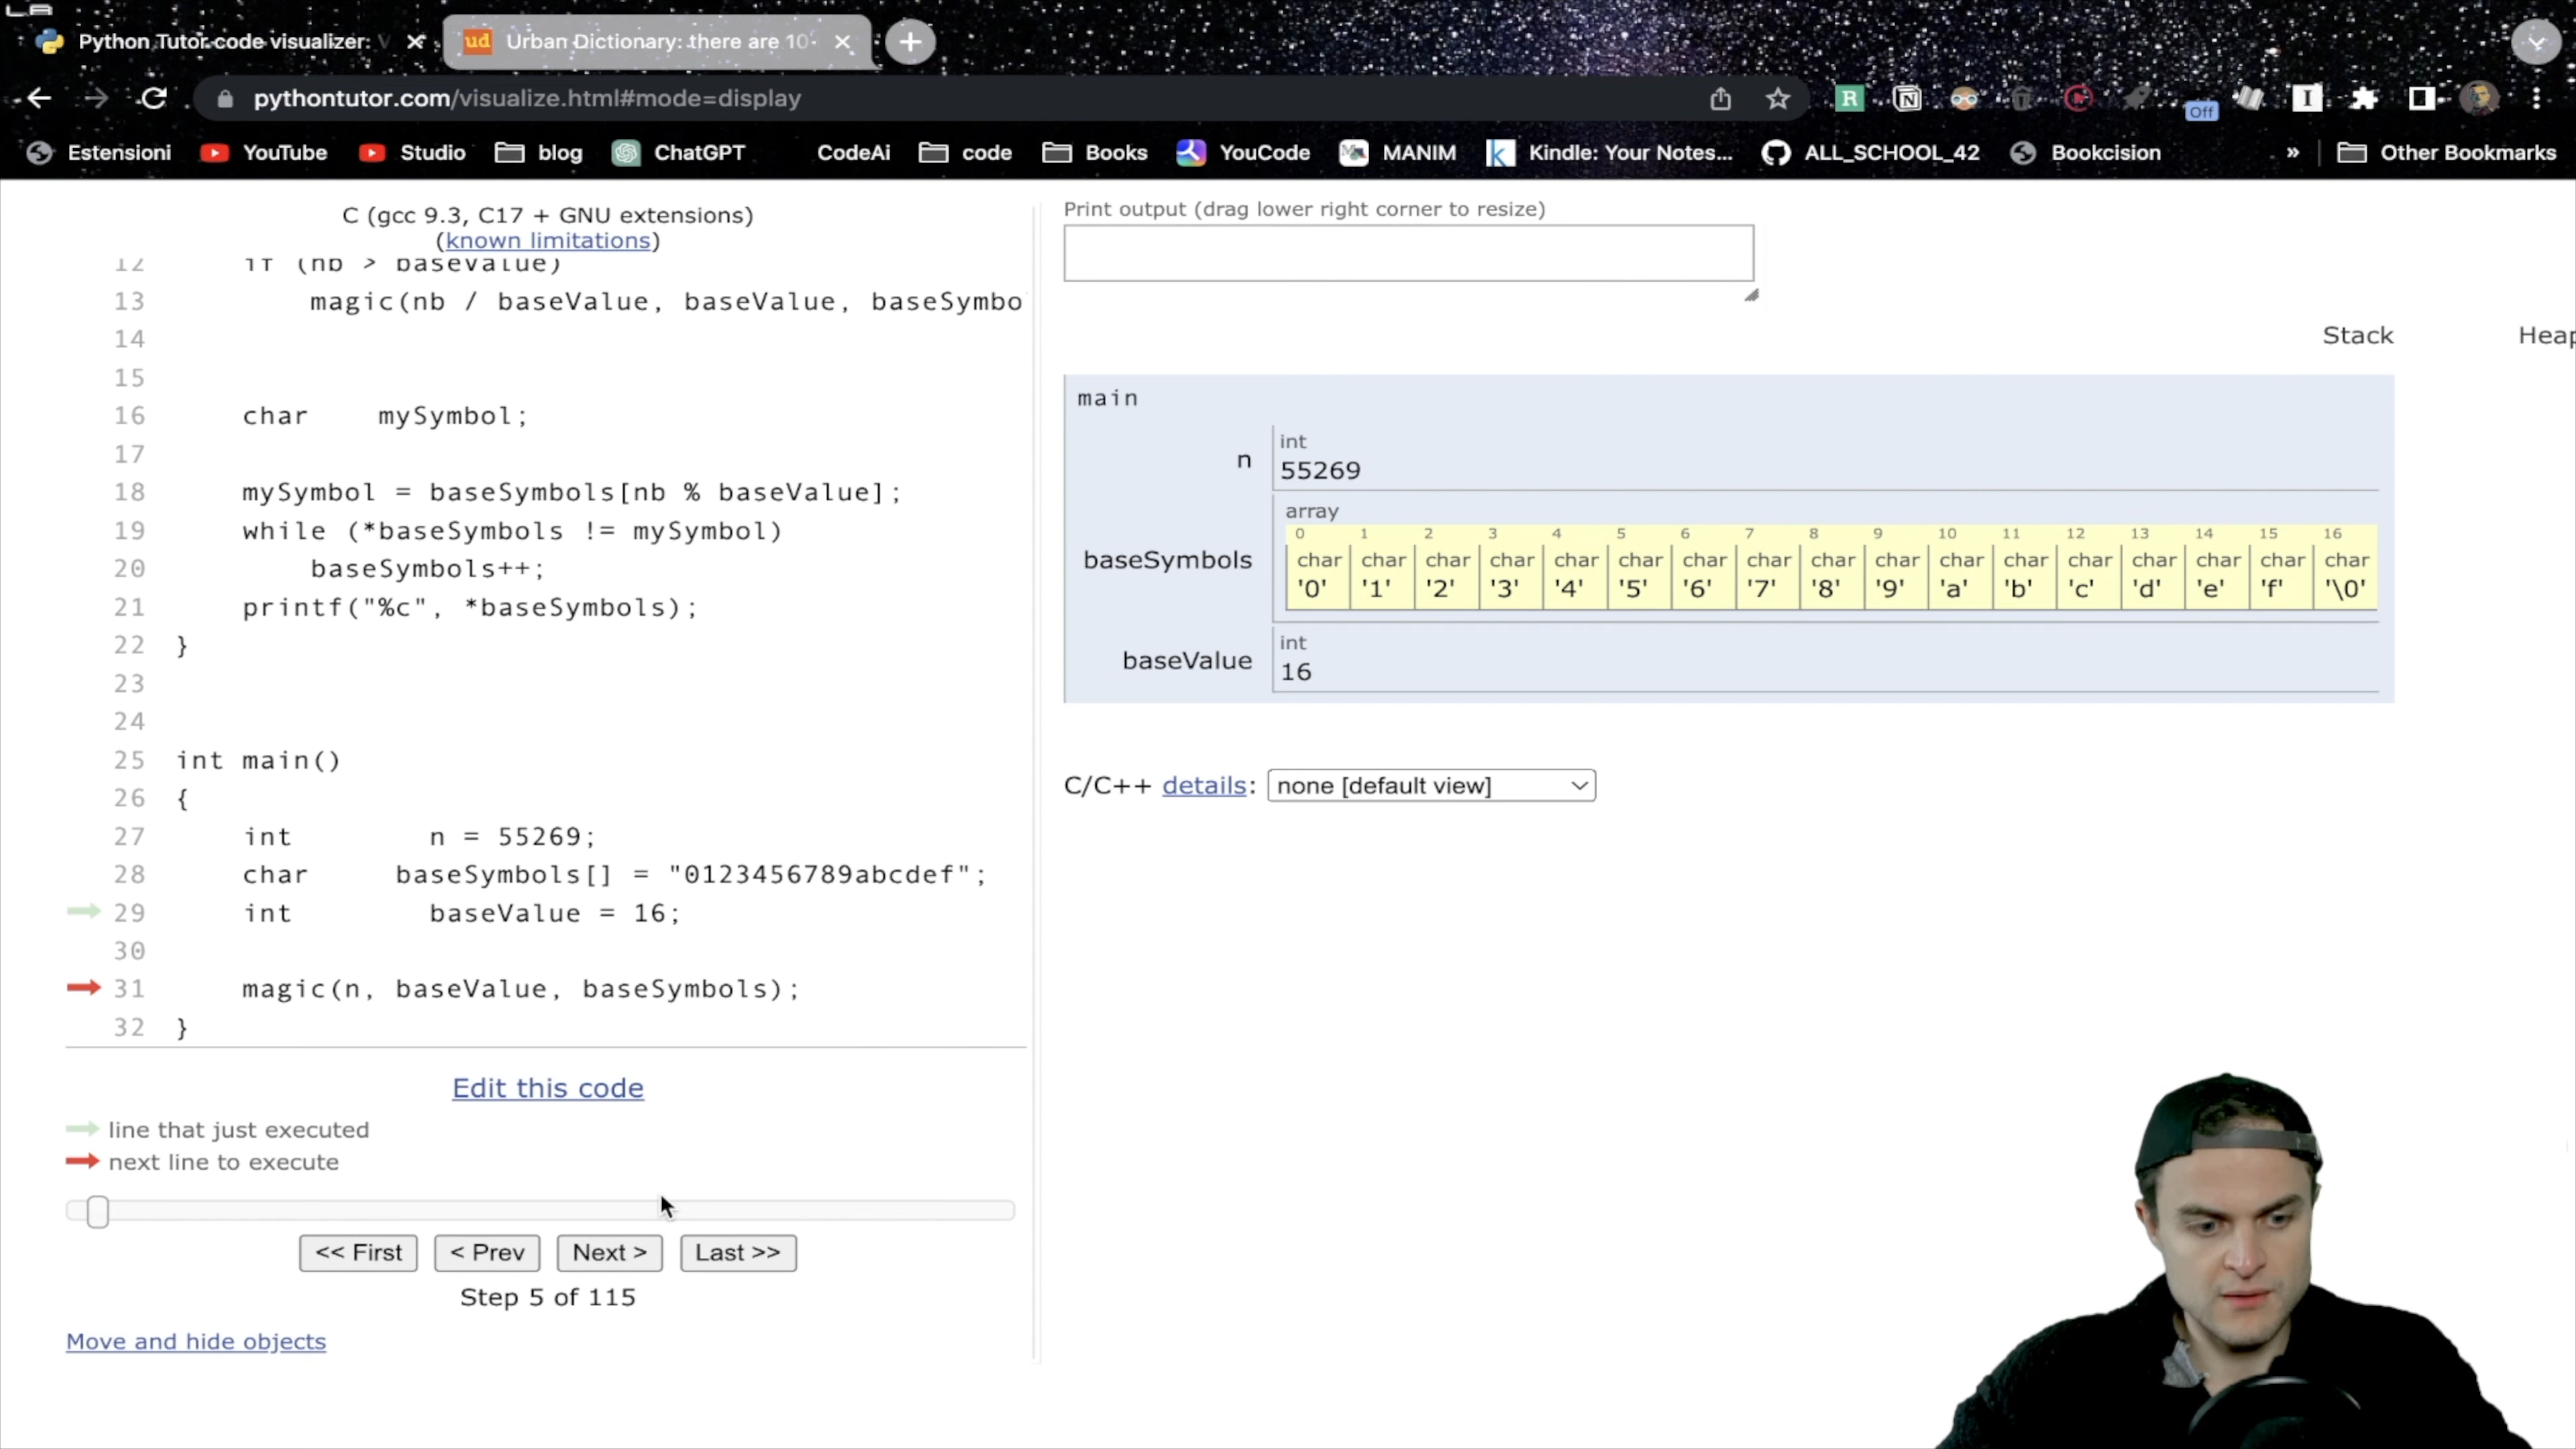 Python Tutor code visualizer: V
ud Urban Dictionary: there are 10
pythontutor.com/visualize.html#mode=display
R
N
Off
I
Estensioni
YouTube
Studio
blog
ChatGPT
CodeAi
code
Books
YouCode
MANIM
k Kindle: Your Notes...
ALL_SCHOOL_42
Bookcision
»
Other Bookmarks
C (gcc 9.3, C17 + GNU extensions)
(known limitations)
12 if (nb > baseValue)
13 magic(nb / baseValue, baseValue, baseSymbo
14
15
16 char mySymbol;
17
18 mySymbol = baseSymbols[nb % baseValue];
19 while (*baseSymbols != mySymbol)
20 baseSymbols++;
21 printf("%c", *baseSymbols);
22 }
23
24
25 int main()
26 {
27 int n = 55269;
28 char baseSymbols[] = "0123456789abcdef";
29 int baseValue = 16;
30
31 magic(n, baseValue, baseSymbols);
32 }
Edit this code
line that just executed
next line to execute
<< First < Prev Next > Last >>
Step 5 of 115
Move and hide objects
Print output (drag lower right corner to resize)
Stack Heap
main
n int
55269
array
0 1 2 3 4 5 6 7 8 9 10 11 12 13 14 15 16
baseSymbols char char char char char char char char char char char char char char char char char
'0' '1' '2' '3' '4' '5' '6' '7' '8' '9' 'a' 'b' 'c' 'd' 'e' 'f' '\0'
int
baseValue 16
C/C++ details: none [default view]